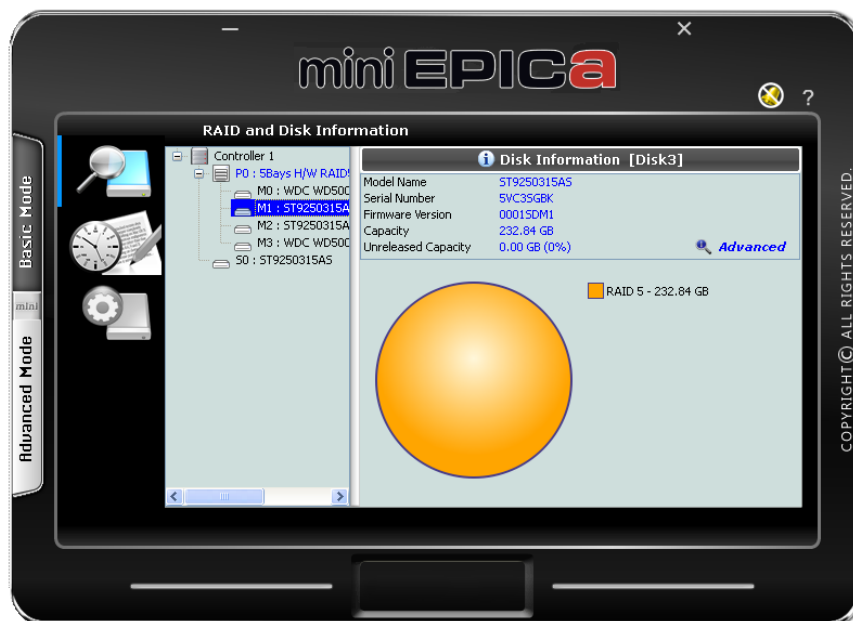 mini EPICa
?
RAID and Disk Information
Controller 1
P0 : 5Bays H/W RAID5
M0 : WDC WD500
M1 : ST9250315A
M2 : ST9250315A
M3 : WDC WD500
S0 : ST9250315AS
Disk Information [Disk3]
Model Name ST9250315AS
Serial Number 5VC3SGBK
Firmware Version 0001SDM1
Capacity 232.84 GB
Unreleased Capacity 0.00 GB (0%)
Advanced
RAID 5 - 232.84 GB
Basic Mode
mini
Advanced Mode
COPYRIGHT© ALL RIGHTS RESERVED.